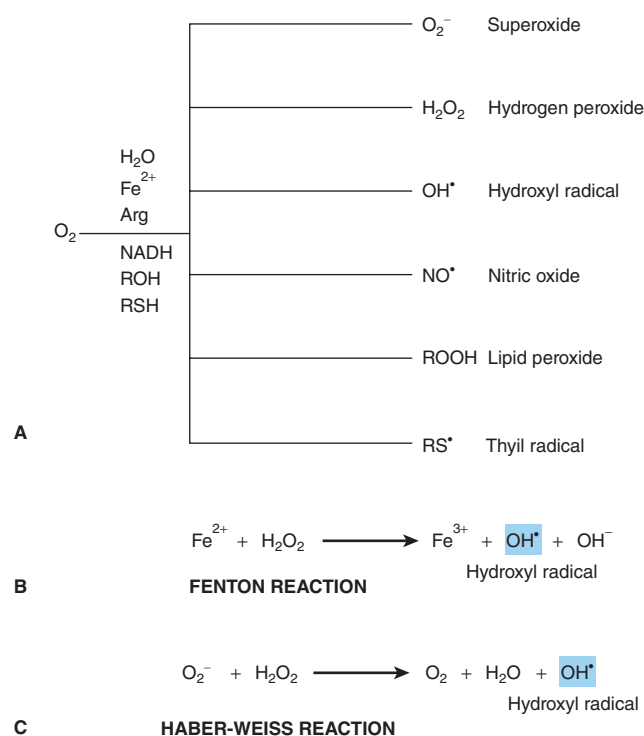 O₂⁻ Superoxide
H₂O₂ Hydrogen peroxide
H₂O
Fe²⁺
Arg
OH• Hydroxyl radical
O₂
NADH
ROH
RSH
NO• Nitric oxide
ROOH Lipid peroxide
A
RS• Thyil radical
Fe²⁺ + H₂O₂ ⟶ Fe³⁺ + OH• + OH⁻
Hydroxyl radical
B FENTON REACTION
O₂⁻ + H₂O₂ ⟶ O₂ + H₂O + OH•
Hydroxyl radical
C HABER-WEISS REACTION